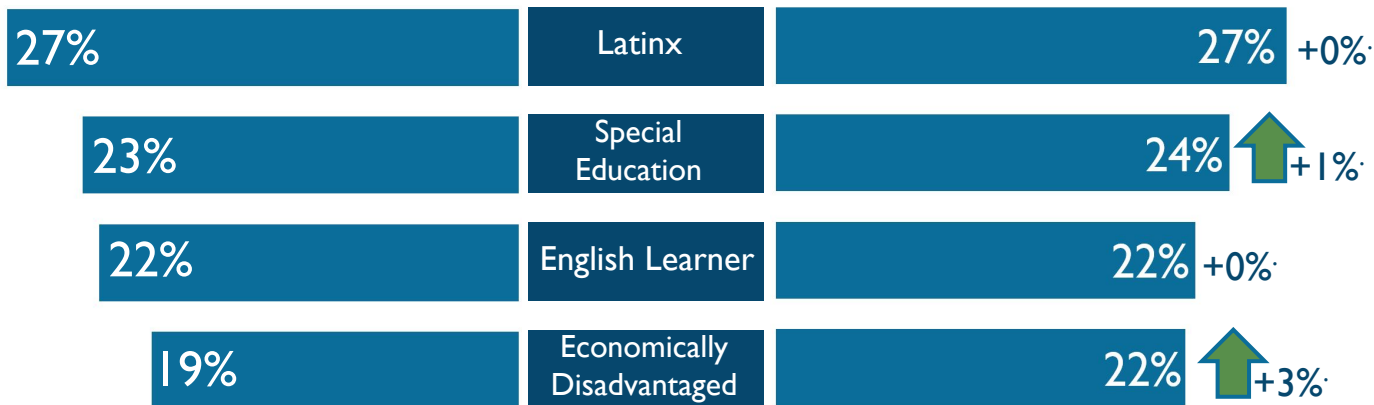 27%
Latinx
27%
+0%.
23%
Special
Education
24%
+1%.
22%
English Learner
22%
+0%.
19%
Economically
Disadvantaged
22%
+3%.